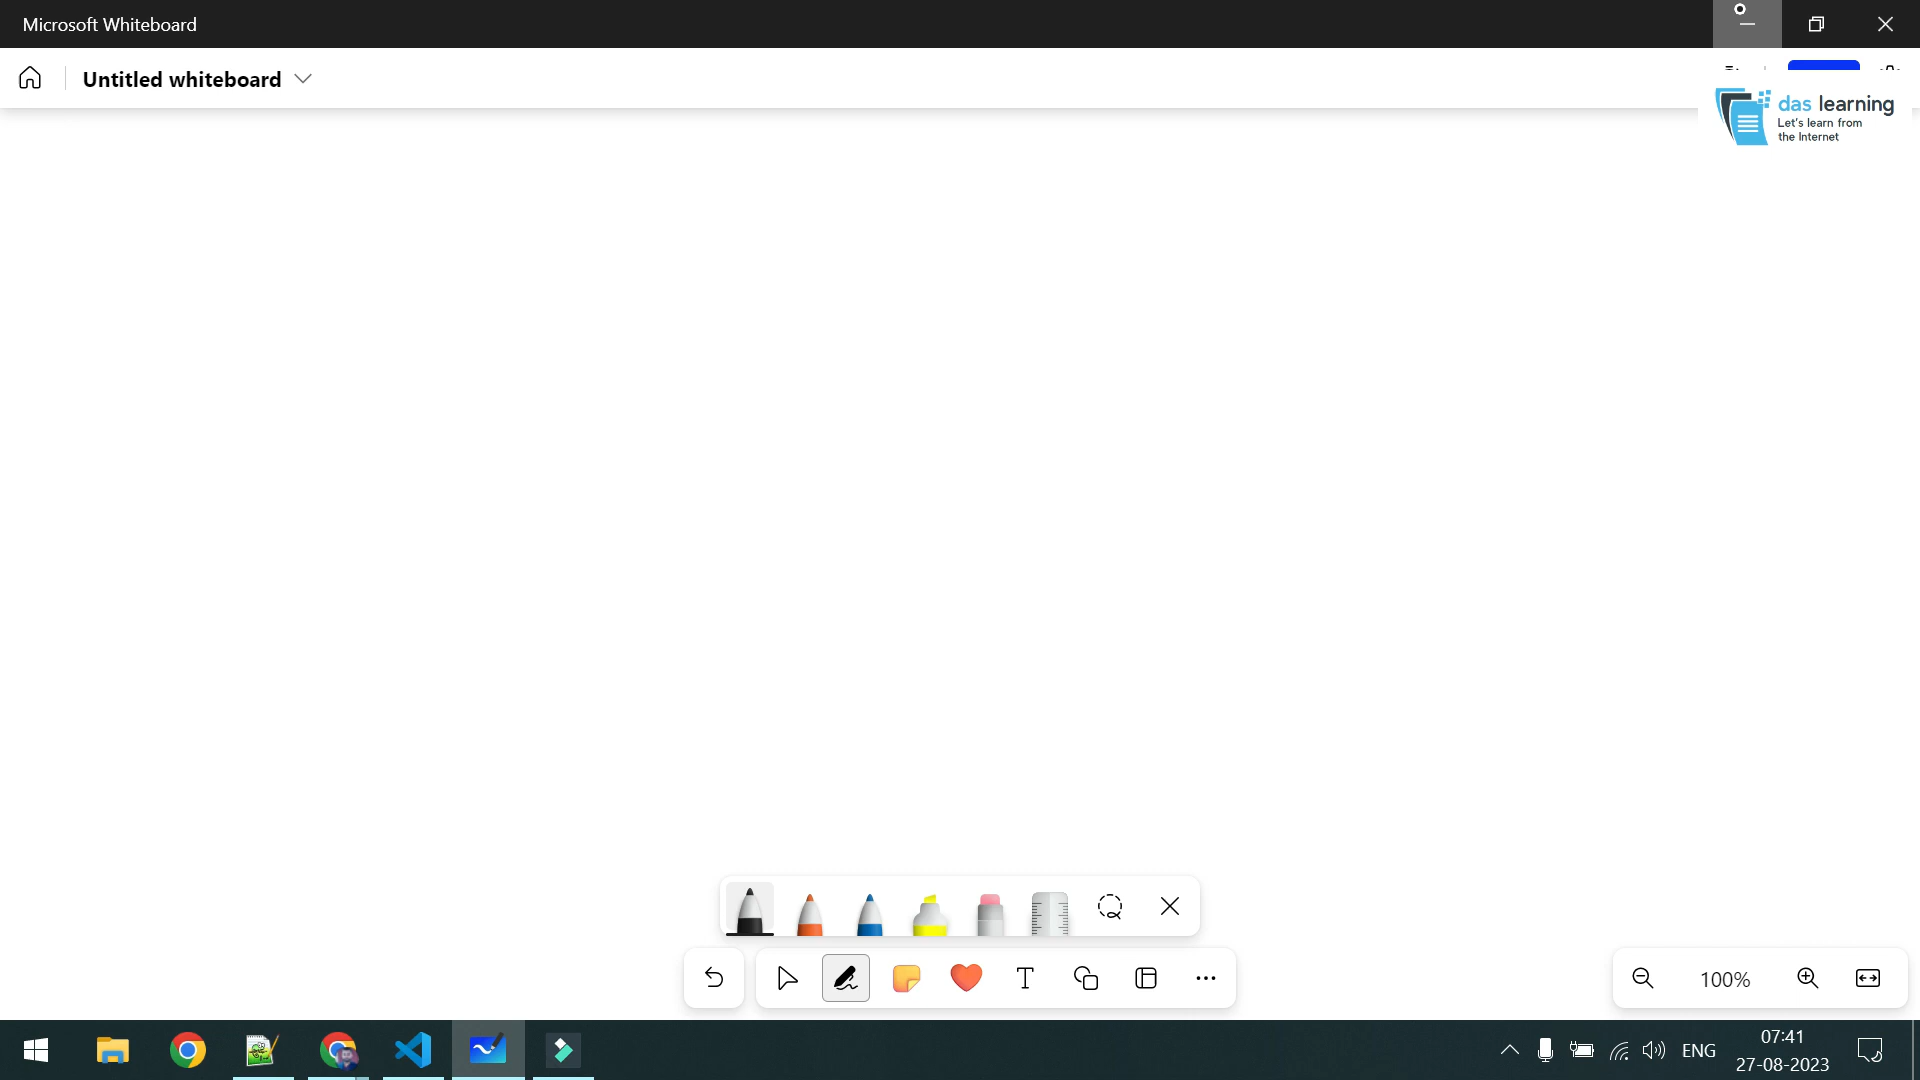 Microsoft Whiteboard
Untitled whiteboard
das learning
Let's learn from
the Internet
100%
ENG
07:41
27-08-2023